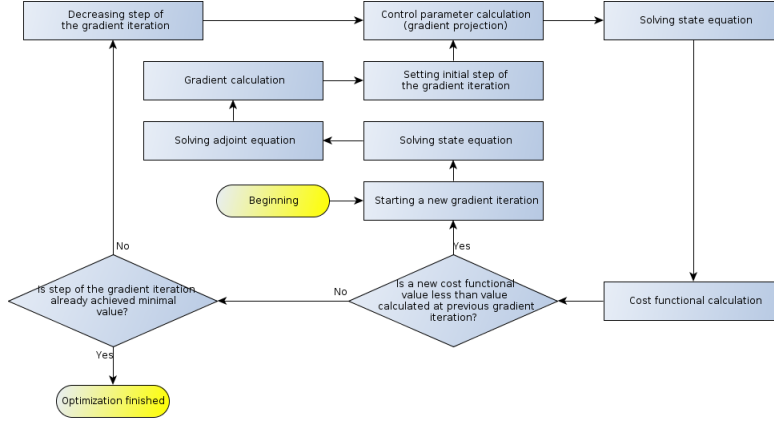 Decreasing step of
the gradient iteration
Control parameter calculation
(gradient projection)
Solving state equation
Gradient calculation
Setting initial step of
the gradient iteration
Solving adjoint equation
Solving state equation
Beginning
Starting a new gradient iteration
No
Yes
Is step of the gradient iteration
already achieved minimal
value?
No
Is a new cost functional
value less than value
calculated at previous gradient
iteration?
Cost functional calculation
Yes
Optimization finished